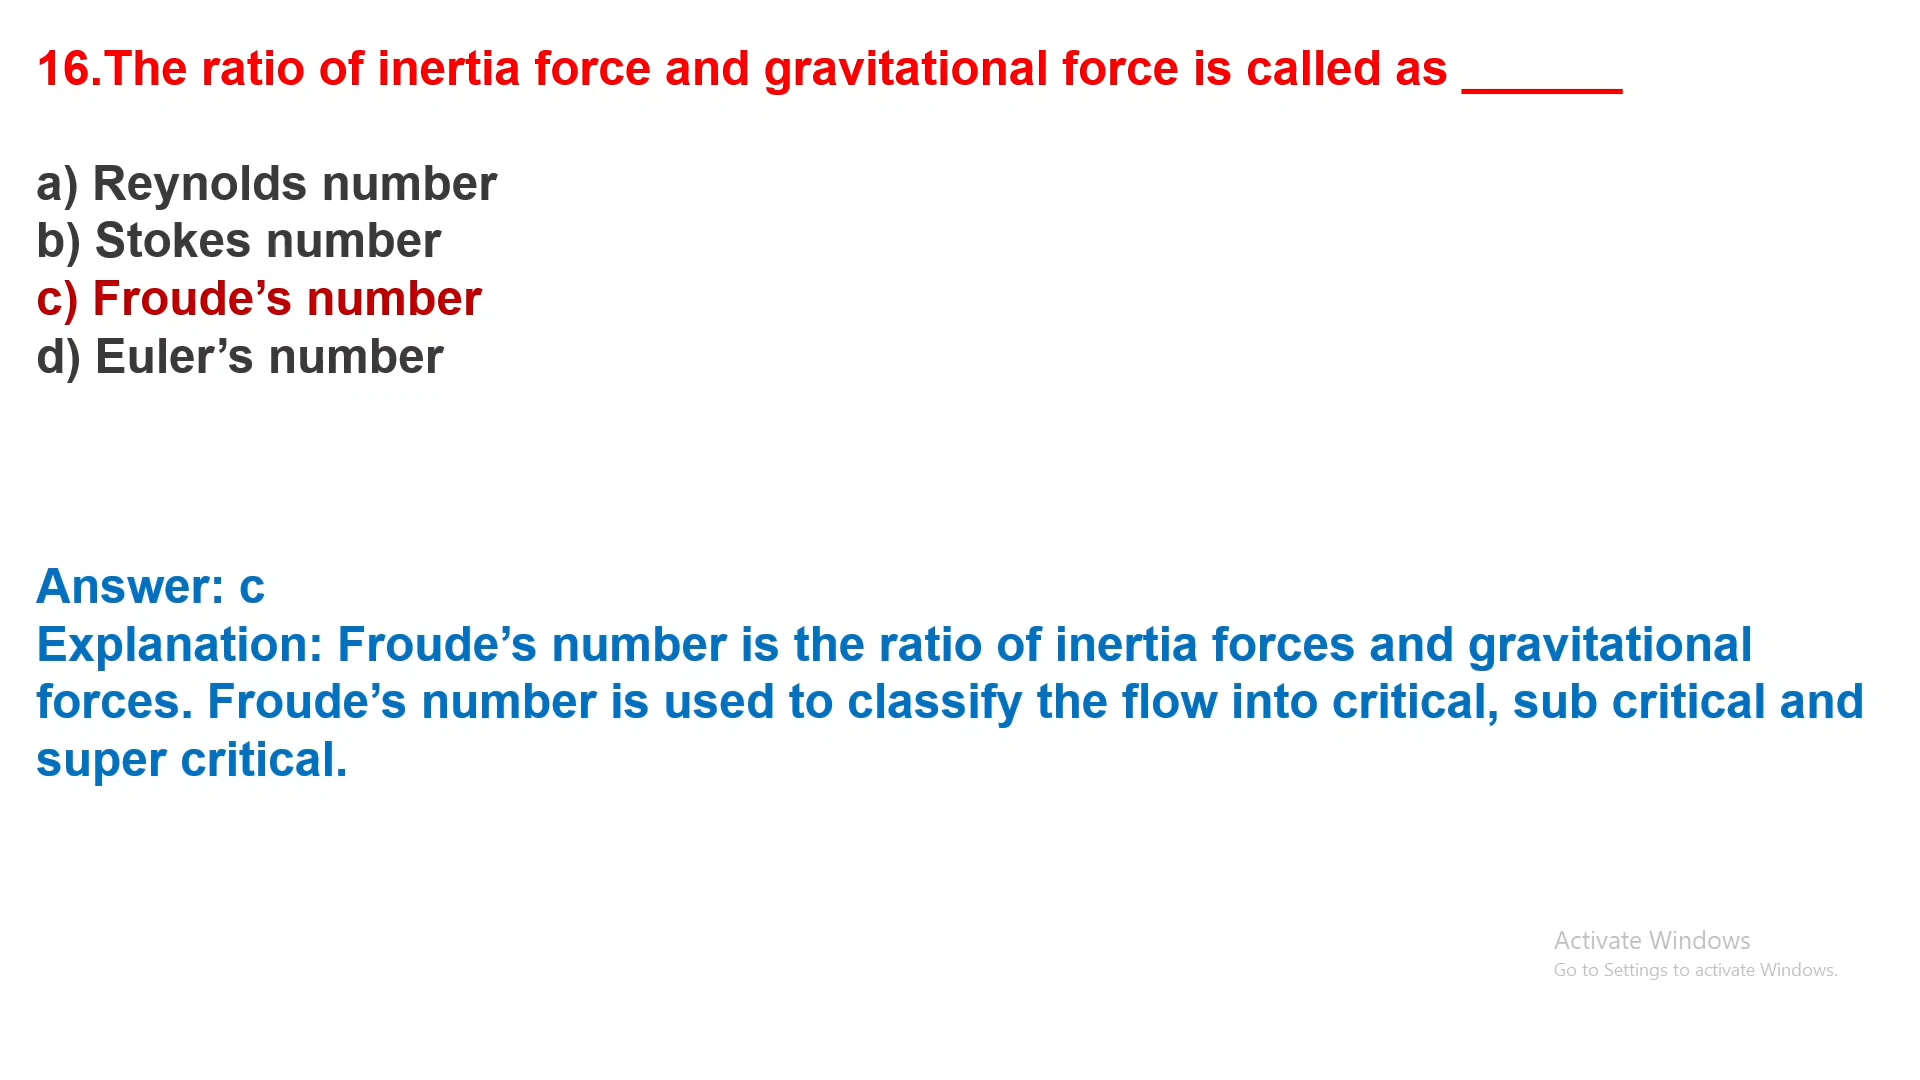 16.The ratio of inertia force and gravitational force is called as ______
a) Reynolds number
b) Stokes number
c) Froude’s number
d) Euler’s number
Answer: c
Explanation: Froude’s number is the ratio of inertia forces and gravitational
forces. Froude’s number is used to classify the flow into critical, sub critical and
super critical.
Activate Windows
Go to Settings to activate Windows.